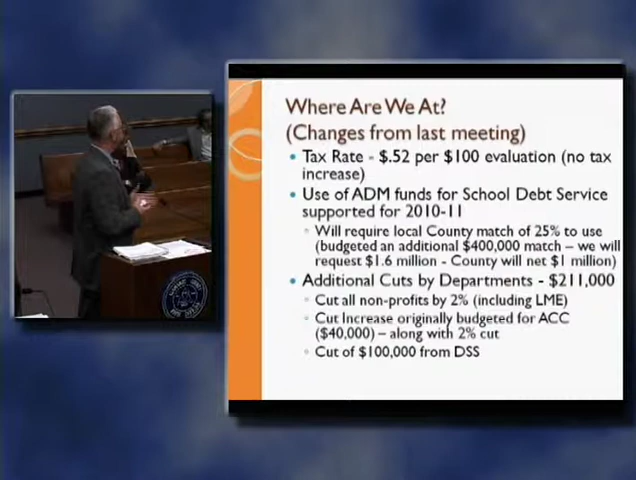 Where Are We At?
(Changes from last meeting)
• Tax Rate - $.52 per $100 evaluation (no tax
increase)
• Use of ADM funds for School Debt Service
supported for 2010-11
Will require local County match of 25% to use
(budgeted an additional $400,000 match – we will
request $1.6 million - County will net $1 million)
• Additional Cuts by Departments - $211,000
Cut all non-profits by 2% (including LME)
Cut Increase originally budgeted for ACC
($40,000) – along with 2% cut
Cut of $100,000 from DSS